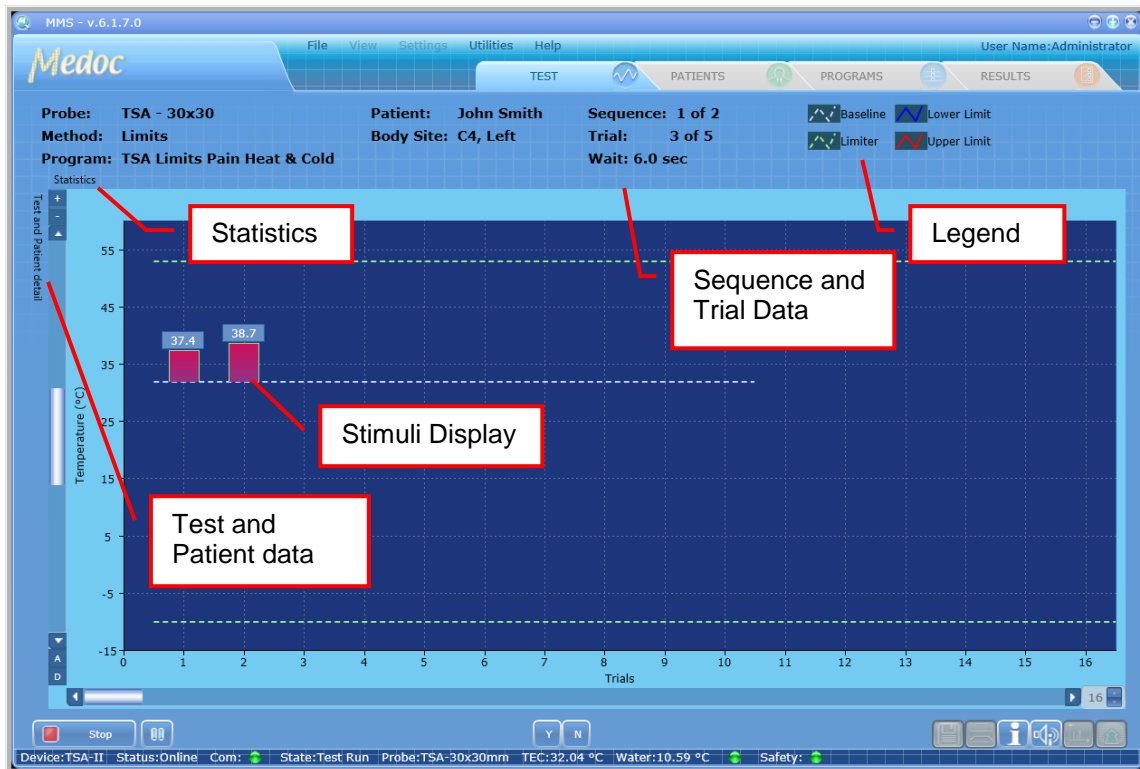 MMS - v.6.1.7.0
Medoc
File View Settings Utilities Help
User Name:Administrator
TEST PATIENTS PROGRAMS RESULTS
Probe: TSA - 30x30 Patient: John Smith Sequence: 1 of 2 Baseline Lower Limit
Method: Limits Body Site: C4, Left Trial: 3 of 5 Limiter Upper Limit
Program: TSA Limits Pain Heat & Cold Wait: 6.0 sec
Statistics
Test and Patient detail
+
-
Statistics
Legend
Sequence and
Trial Data
Stimuli Display
Test and
Patient data
37.4 38.7
Temperature (°C)
55
45
35
25
15
5
-5
-15
0 1 2 3 4 5 6 7 8 9 10 11 12 13 14 15 16
Trials
A
D
16
Stop
Y N
Device:TSA-II Status:Online Com: State:Test Run Probe:TSA-30x30mm TEC:32.04 °C Water:10.59 °C Safety: